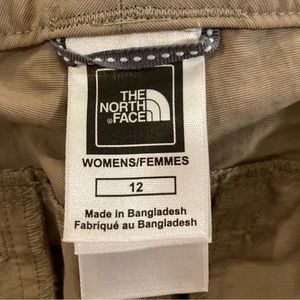 THE
NORTH
FACE
WOMENS/FEMMES
12
Made in Bangladesh
Fabriqué au Bangladesh